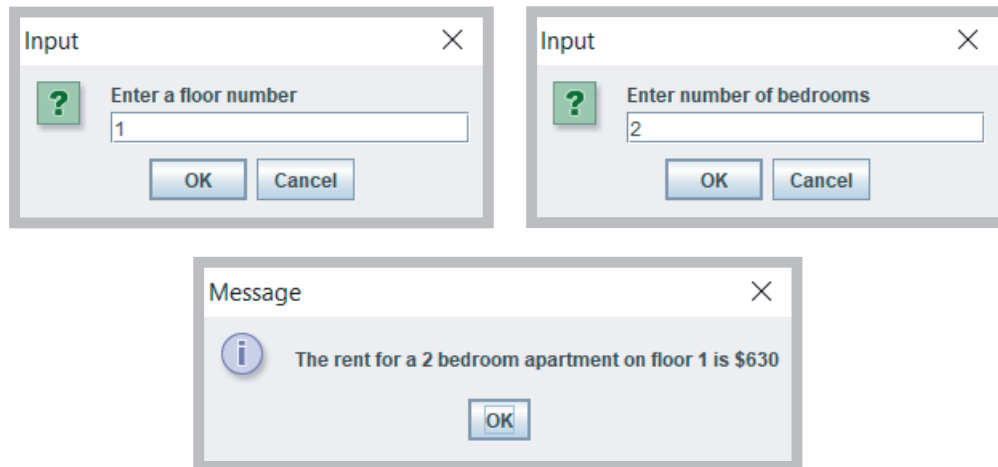 Input
Enter a floor number
1
OK Cancel
Input
Enter number of bedrooms
2
OK Cancel
Message
The rent for a 2 bedroom apartment on floor 1 is $630
OK